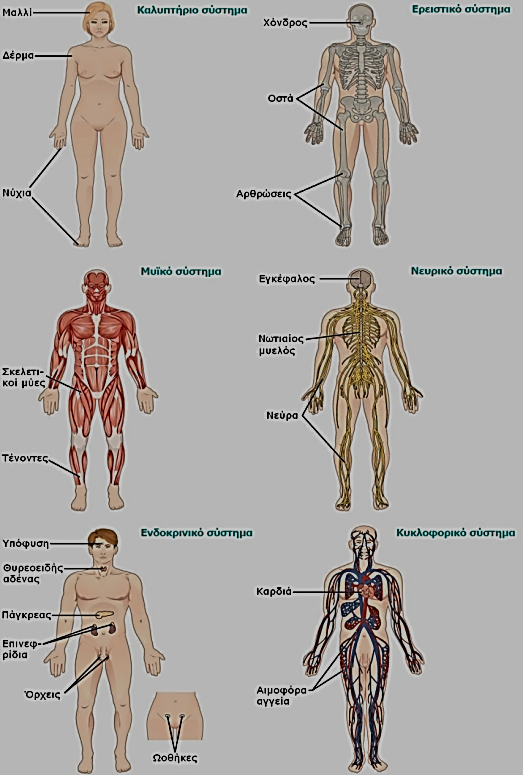 Καλυπτήριο σύστημα
Μαλλί
Δέρμα
Νύχια
Ερειστικό σύστημα
Χόνδρος
Οστά
Αρθρώσεις
Μυϊκό σύστημα
Σκελετι-
κοί μύες
Τένοντες
Νευρικό σύστημα
Εγκέφαλος
Νωτιαίος
μυελός
Νεύρα
Ενδοκρινικό σύστημα
Υπόφυση
Θυρεοειδής
αδένας
Πάγκρεας
Επινεφ-
ρίδια
Όρχεις
Ωοθήκες
Κυκλοφορικό σύστημα
Καρδιά
Αιμοφόρα
αγγεία